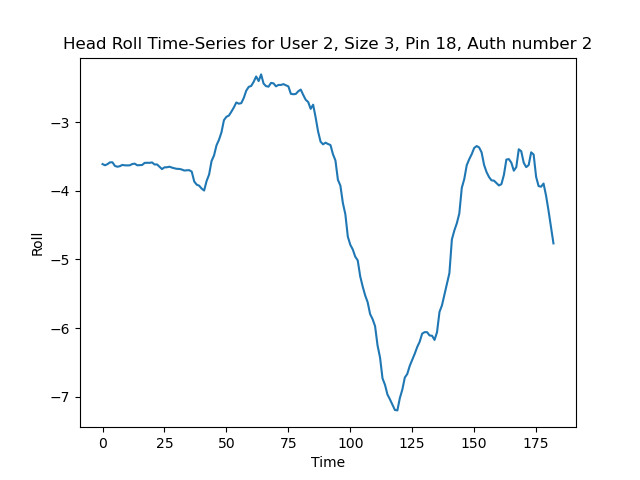 Head Roll Time-Series for User 2, Size 3, Pin 18, Auth number 2
−3
−4
−5
−6
−7
Roll
0 25 50 75 100 125 150 175
Time